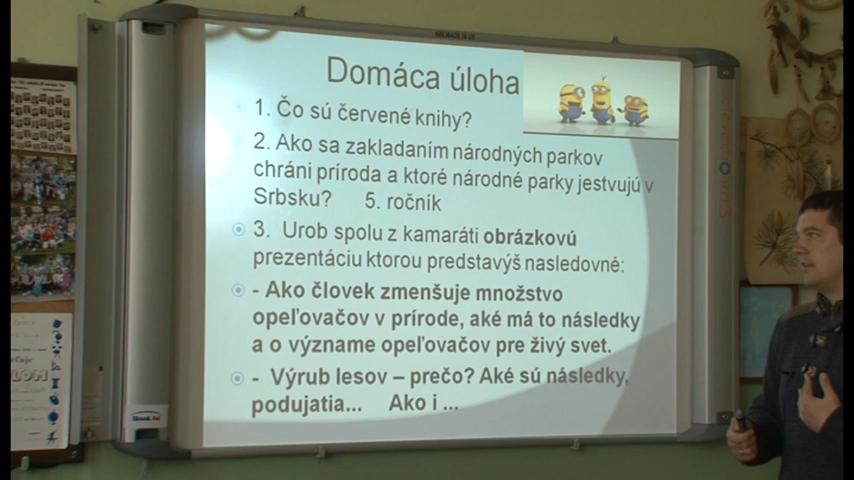 Domáca úloha
1. Čo sú červené knihy?
2. Ako sa zakladaním národných parkov
chráni príroda a ktoré národné parky jestvujú v
Srbsku? 5. ročník
3. Urob spolu z kamaráti obrázkovú
prezentáciu ktorou predstavýš nasledovné:
- Ako človek zmenšuje množstvo
opeľovačov v prírode, aké má to následky
a o význame opeľovačov pre živý svet.
- Výrub lesov – prečo? Aké sú následky,
podujatia... Ako i ...